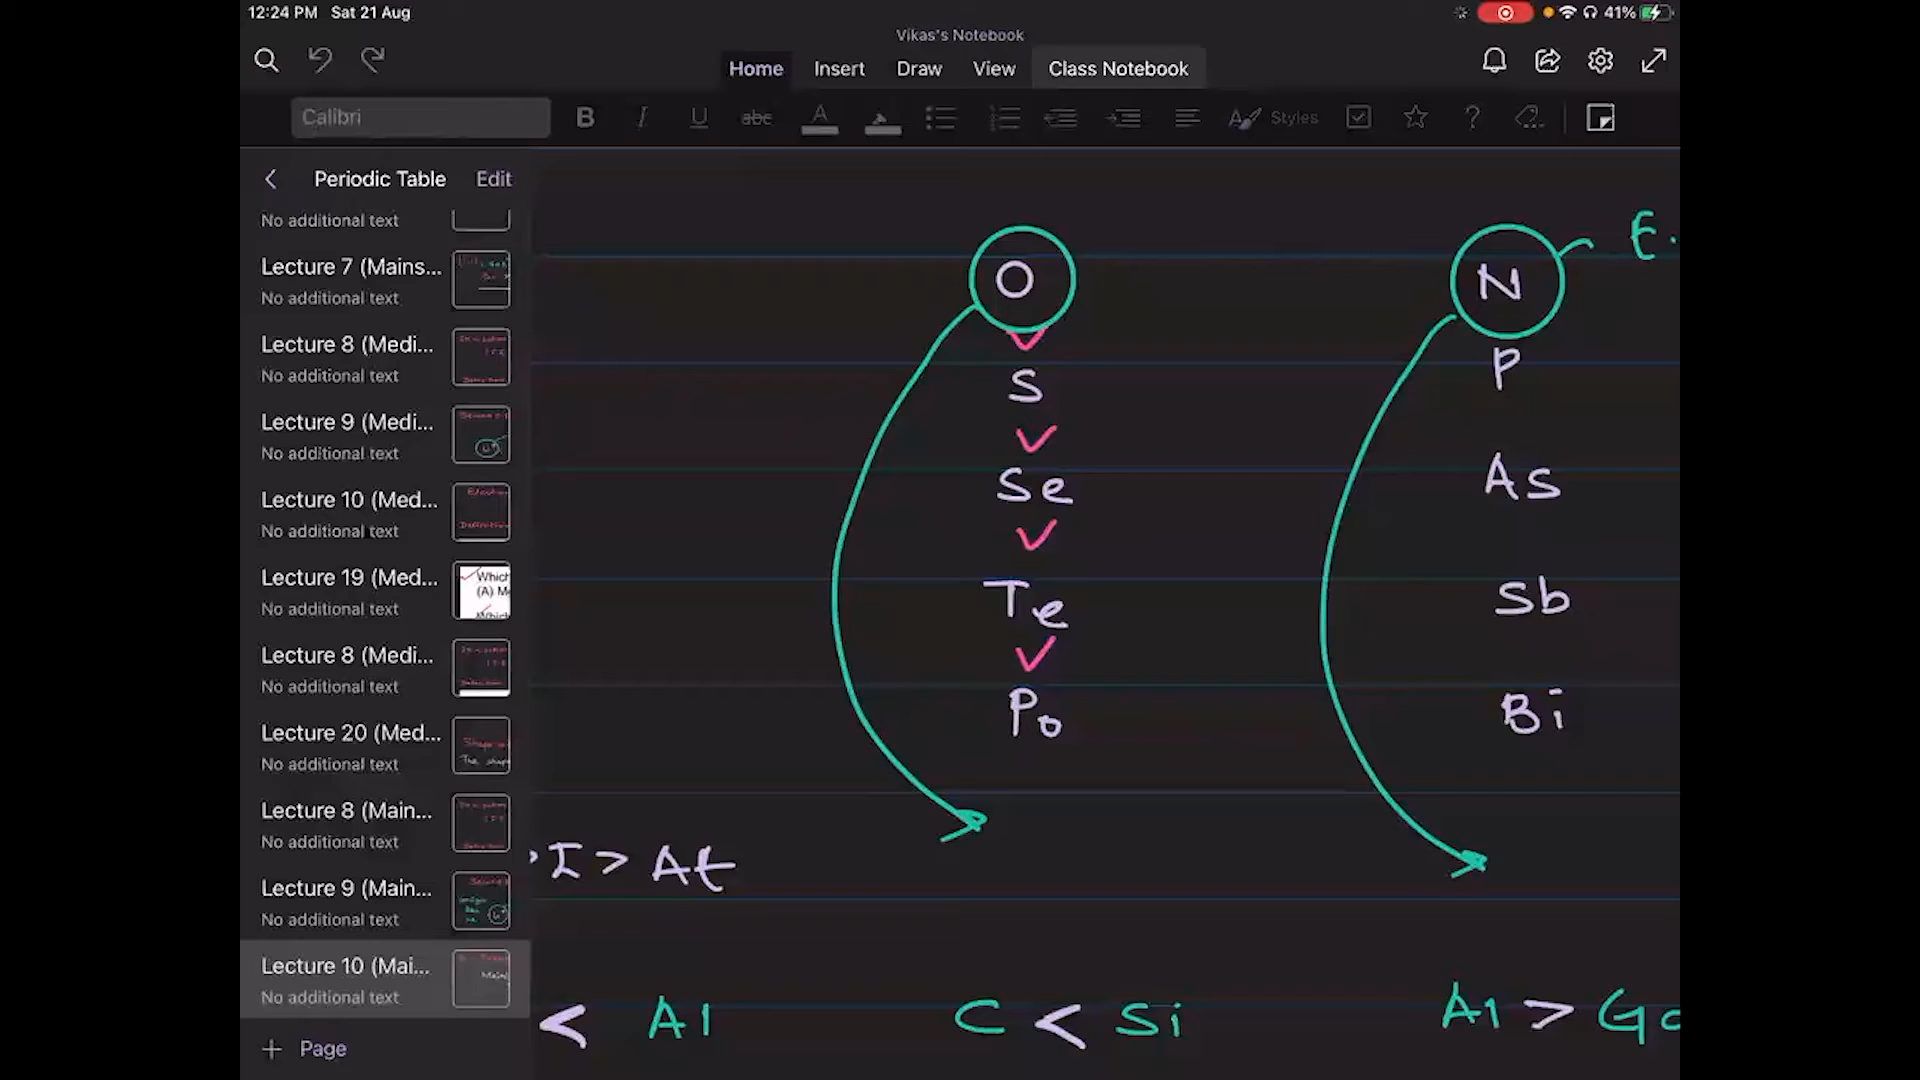 12:24 PM Sat 21 Aug
41%
Vikas's Notebook
Home Insert Draw View Class Notebook
Calibri B I U abc A Styles ?
Periodic Table Edit
No additional text
Lecture 7 (Mains...
No additional text
Lecture 8 (Medi...
No additional text
Lecture 9 (Medi...
No additional text
Lecture 10 (Med...
No additional text
Lecture 19 (Med...
No additional text
Lecture 8 (Medi...
No additional text
Lecture 20 (Med...
No additional text
Lecture 8 (Main...
No additional text
Lecture 9 (Main...
No additional text
Lecture 10 (Mai...
No additional text
+ Page
O
S
Se
Te
Po
N
P
As
Sb
Bi
E.
I > At
< Al C < Si Al > Ga